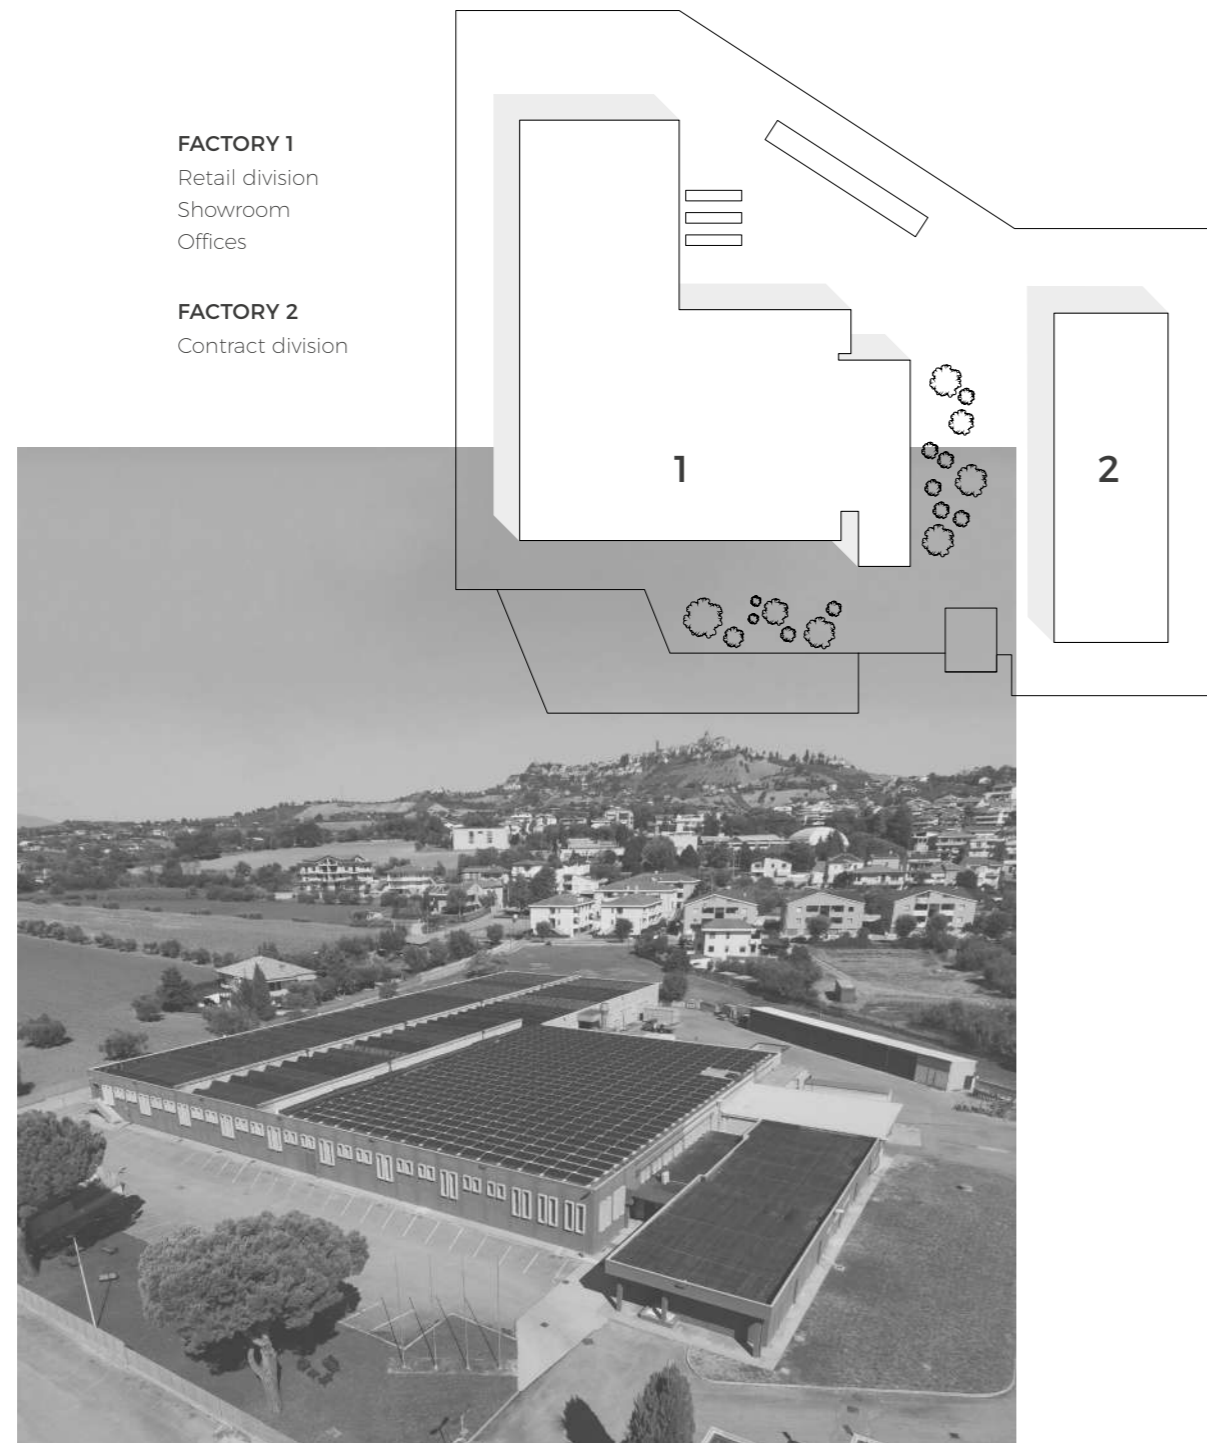 FACTORY 1
Retail division
Showroom
Offices
FACTORY 2
Contract division
1
2